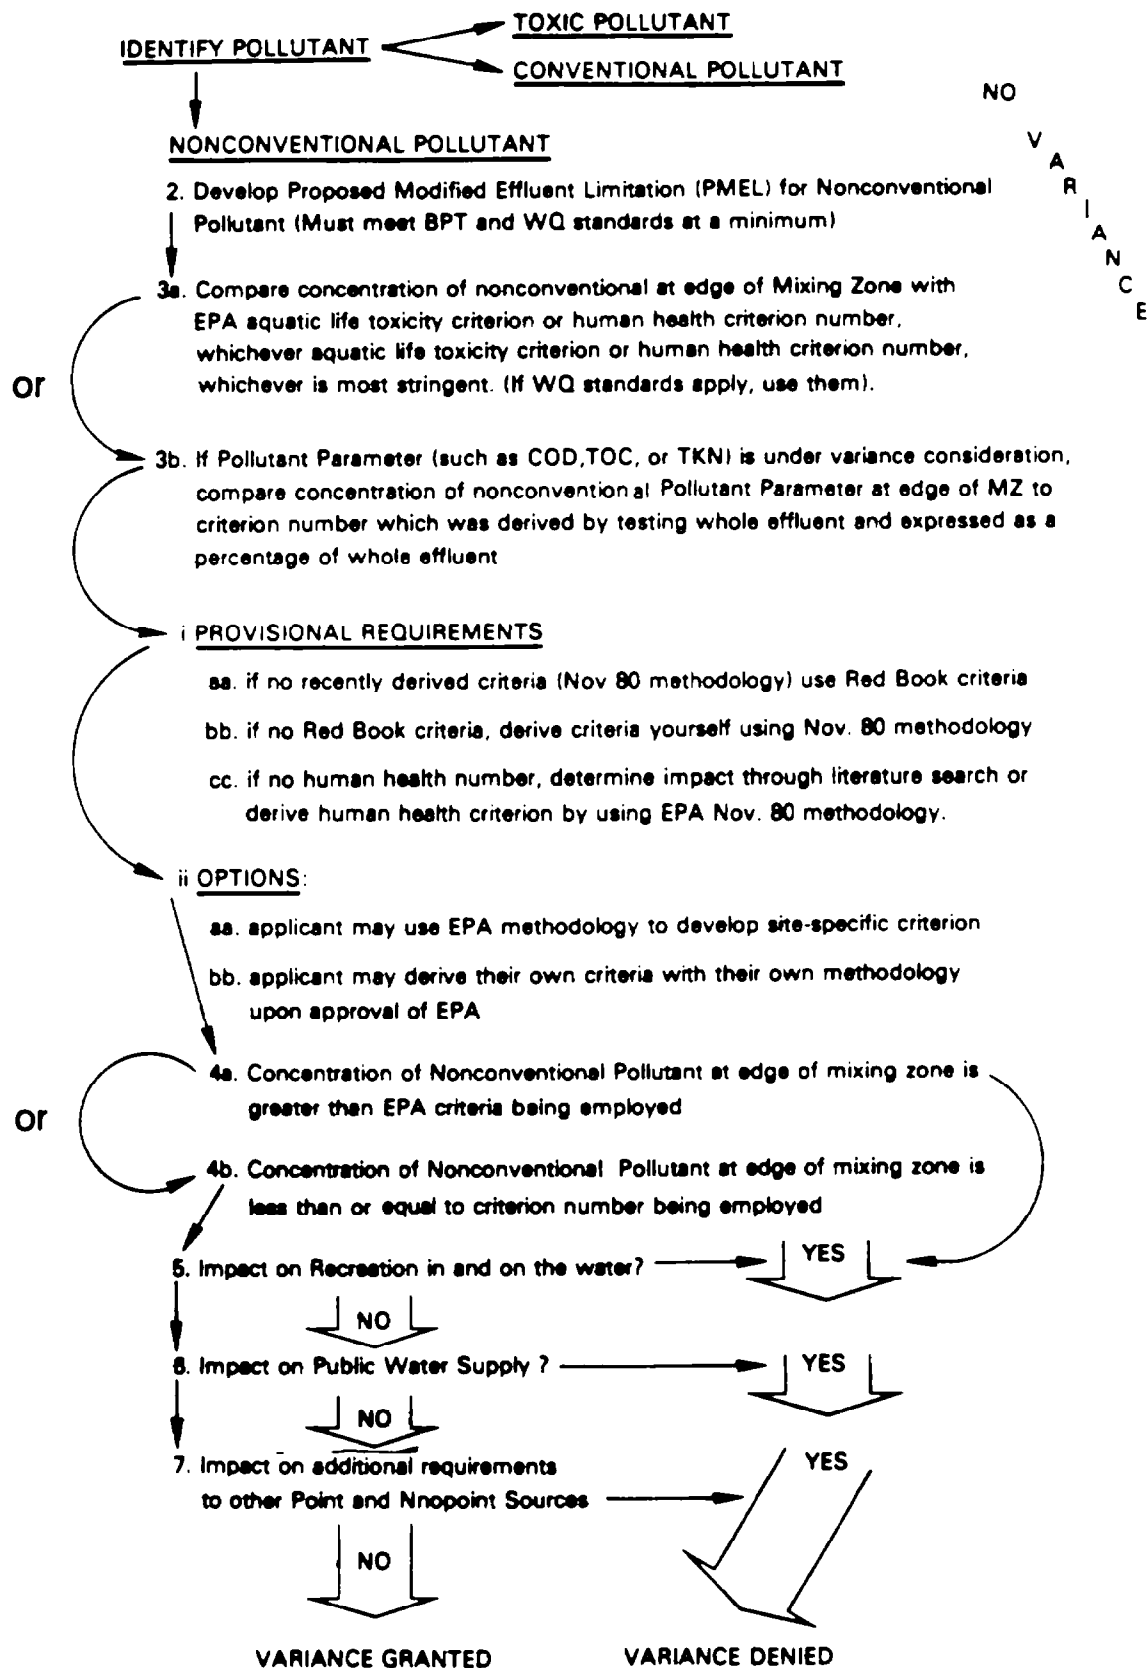 TOXIC POLLUTANT
IDENTIFY POLLUTANT
CONVENTIONAL POLLUTANT
NO
VARIANCE
NONCONVENTIONAL POLLUTANT
2. Develop Proposed Modified Effluent Limitation (PMEL) for Nonconventional
Pollutant (Must meet BPT and WQ standards at a minimum)
3a. Compare concentration of nonconventional at edge of Mixing Zone with
EPA aquatic life toxicity criterion or human health criterion number,
whichever aquatic life toxicity criterion or human health criterion number,
whichever is most stringent. (If WQ standards apply, use them).
or
3b. If Pollutant Parameter (such as COD,TOC, or TKN) is under variance consideration,
compare concentration of nonconventional Pollutant Parameter at edge of MZ to
criterion number which was derived by testing whole effluent and expressed as a
percentage of whole effluent
i PROVISIONAL REQUIREMENTS
aa. if no recently derived criteria (Nov 80 methodology) use Red Book criteria
bb. if no Red Book criteria, derive criteria yourself using Nov. 80 methodology
cc. if no human health number, determine impact through literature search or
derive human health criterion by using EPA Nov. 80 methodology.
ii OPTIONS:
aa. applicant may use EPA methodology to develop site-specific criterion
bb. applicant may derive their own criteria with their own methodology
upon approval of EPA
4a. Concentration of Nonconventional Pollutant at edge of mixing zone is
greater than EPA criteria being employed
or
4b. Concentration of Nonconventional Pollutant at edge of mixing zone is
less than or equal to criterion number being employed
5. Impact on Recreation in and on the water?
YES
NO
6. Impact on Public Water Supply ?
YES
NO
7. Impact on additional requirements
to other Point and Nnopoint Sources
YES
NO
VARIANCE GRANTED
VARIANCE DENIED